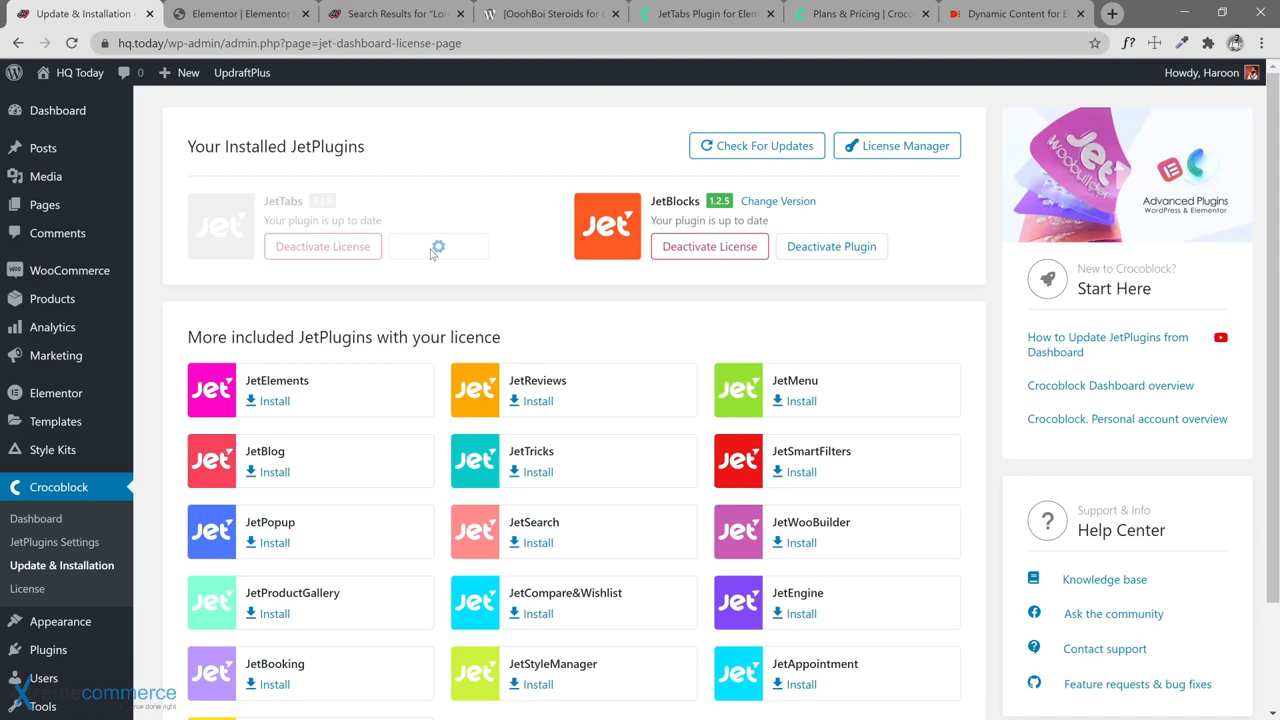 Update & Installation
Elementor | Elementor
Search Results for "Lor
[OoohBoi Steroids for E
JetTabs Plugin for Elem
Plans & Pricing | Croco
Dynamic Content for E
hq.today/wp-admin/admin.php?page=jet-dashboard-license-page
HQ Today
0
New
UpdraftPlus
Howdy, Haroon
Dashboard
Posts
Media
Pages
Comments
WooCommerce
Products
Analytics
Marketing
Elementor
Templates
Style Kits
Crocoblock
Dashboard
JetPlugins Settings
Update & Installation
License
Appearance
Plugins
Users
Tools
Xtremecommerce
Your Installed JetPlugins
Check For Updates
License Manager
JetTabs
Your plugin is up to date
Deactivate License
JetBlocks 1.2.5 Change Version
Your plugin is up to date
Deactivate License
Deactivate Plugin
More included JetPlugins with your licence
JetElements
Install
JetReviews
Install
JetMenu
Install
JetBlog
Install
JetTricks
Install
JetSmartFilters
Install
JetPopup
Install
JetSearch
Install
JetWooBuilder
Install
JetProductGallery
Install
JetCompare&Wishlist
Install
JetEngine
Install
JetBooking
Install
JetStyleManager
Install
JetAppointment
Install
Jet
woobuilder
Advanced Plugins
WordPress & Elementor
New to Crocoblock?
Start Here
How to Update JetPlugins from
Dashboard
Crocoblock Dashboard overview
Crocoblock. Personal account overview
Support & Info
Help Center
Knowledge base
Ask the community
Contact support
Feature requests & bug fixes